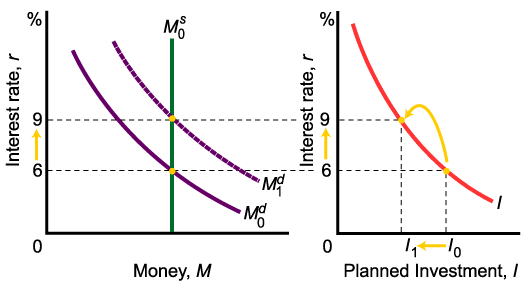 %
Interest rate, r
9
6
0
M₀ˢ
M₁ᵈ
M₀ᵈ
Money, M
%
Interest rate, r
9
6
0
I
I₁
I₀
Planned Investment, I